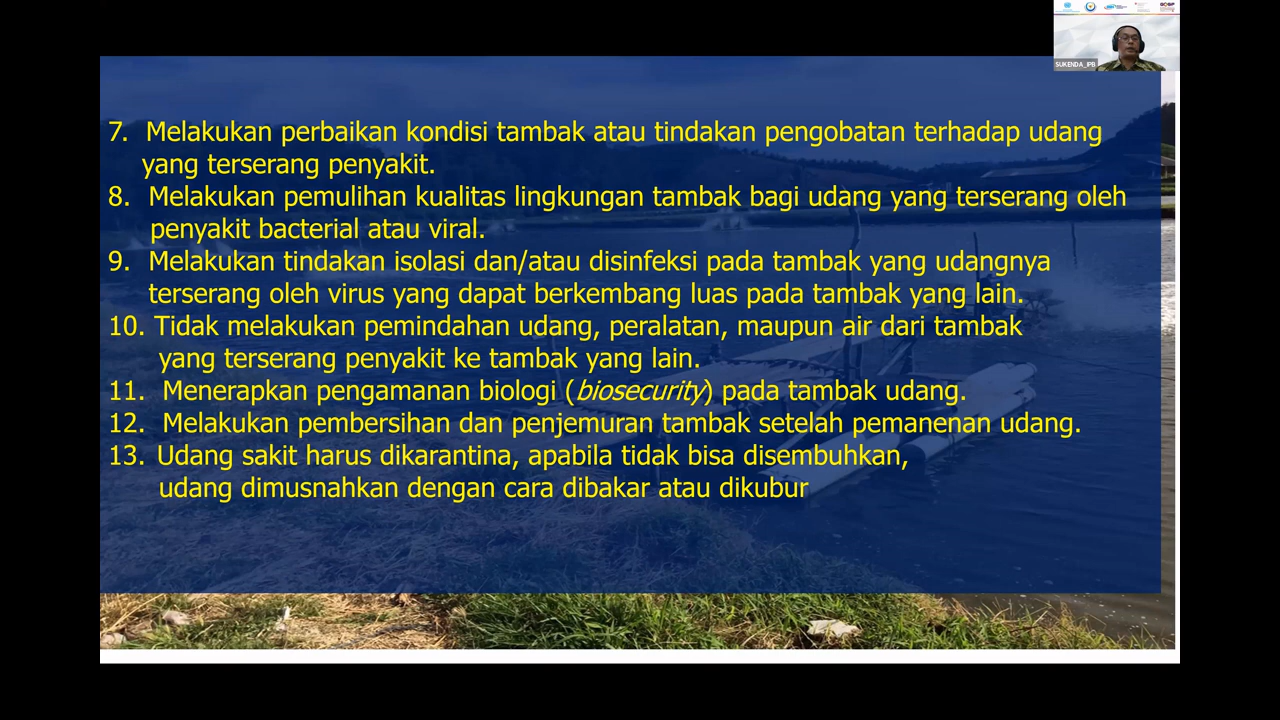 SUKENDA_IPB
7. Melakukan perbaikan kondisi tambak atau tindakan pengobatan terhadap udang
yang terserang penyakit.
8. Melakukan pemulihan kualitas lingkungan tambak bagi udang yang terserang oleh
penyakit bacterial atau viral.
9. Melakukan tindakan isolasi dan/atau disinfeksi pada tambak yang udangnya
terserang oleh virus yang dapat berkembang luas pada tambak yang lain.
10. Tidak melakukan pemindahan udang, peralatan, maupun air dari tambak
yang terserang penyakit ke tambak yang lain.
11. Menerapkan pengamanan biologi (biosecurity) pada tambak udang.
12. Melakukan pembersihan dan penjemuran tambak setelah pemanenan udang.
13. Udang sakit harus dikarantina, apabila tidak bisa disembuhkan,
udang dimusnahkan dengan cara dibakar atau dikubur